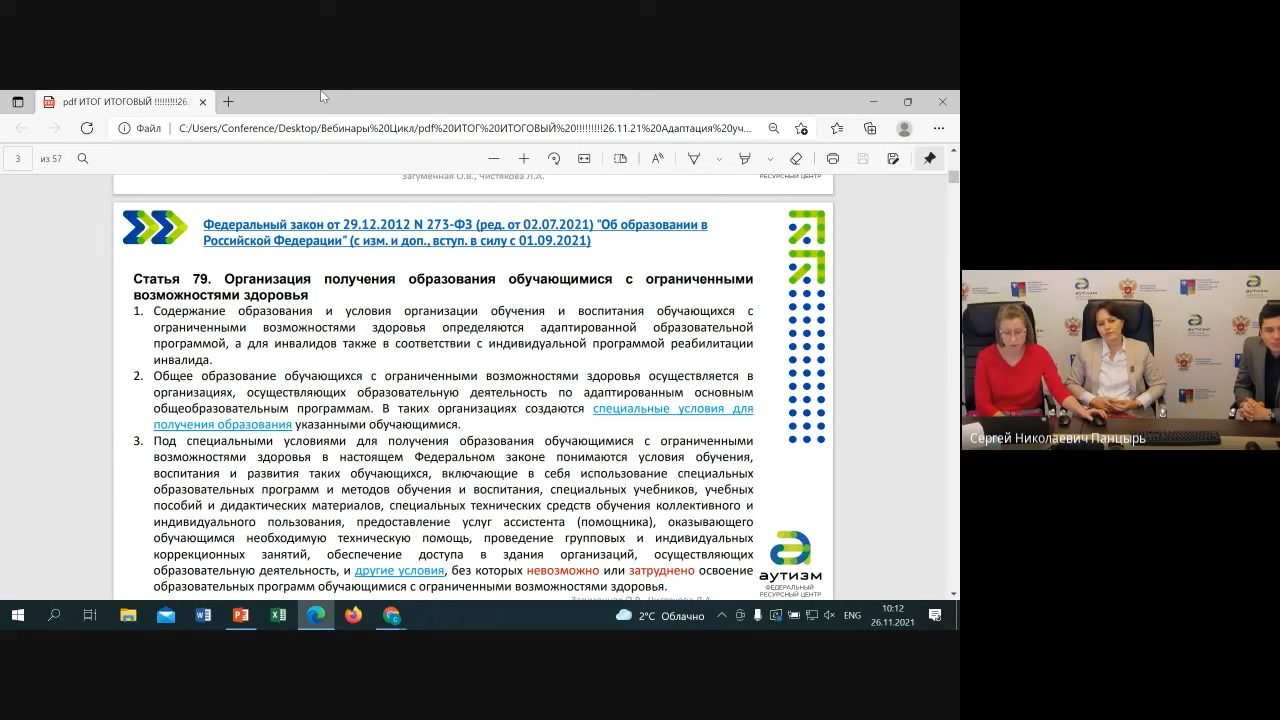 pdf ИТОГ ИТОГОВЫЙ !!!!!!!!!26.
Файл
C:/Users/Conference/Desktop/Вебинары%20Цикл/pdf%20ИТОГ%20ИТОГОВЫЙ%20!!!!!!!!!26.11.21%20Адаптация%20уч...
3 из 57
Загуменная О.В., Чистякова Л.А.
РЕСУРСНЫЙ ЦЕНТР
Федеральный закон от 29.12.2012 N 273-ФЗ (ред. от 02.07.2021) "Об образовании в
Российской Федерации" (с изм. и доп., вступ. в силу с 01.09.2021)
Статья 79. Организация получения образования обучающимися с ограниченными
возможностями здоровья
1. Содержание образования и условия организации обучения и воспитания обучающихся с
ограниченными возможностями здоровья определяются адаптированной образовательной
программой, а для инвалидов также в соответствии с индивидуальной программой реабилитации
инвалида.
2. Общее образование обучающихся с ограниченными возможностями здоровья осуществляется в
организациях, осуществляющих образовательную деятельность по адаптированным основным
общеобразовательным программам. В таких организациях создаются специальные условия для
получения образования указанными обучающимися.
3. Под специальными условиями для получения образования обучающимися с ограниченными
возможностями здоровья в настоящем Федеральном законе понимаются условия обучения,
воспитания и развития таких обучающихся, включающие в себя использование специальных
образовательных программ и методов обучения и воспитания, специальных учебников, учебных
пособий и дидактических материалов, специальных технических средств обучения коллективного и
индивидуального пользования, предоставление услуг ассистента (помощника), оказывающего
обучающимся необходимую техническую помощь, проведение групповых и индивидуальных
коррекционных занятий, обеспечение доступа в здания организаций, осуществляющих
образовательную деятельность, и другие условия, без которых невозможно или затруднено освоение
образовательных программ обучающимися с ограниченными возможностями здоровья.
аутизм
ФЕДЕРАЛЬНЫЙ
РЕСУРСНЫЙ ЦЕНТР
Загуменная О.В., Чистякова Л.А.
Сергей Николаевич Панцырь
2°C Облачно
ENG
10:12
26.11.2021